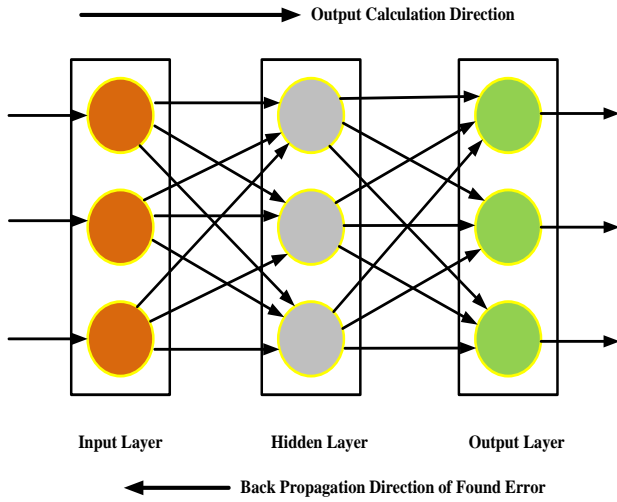 Output Calculation Direction
Input Layer
Hidden Layer
Output Layer
Back Propagation Direction of Found Error